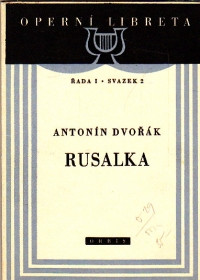 OPERNÍ LIBRETA
ŘADA I • SVAZEK 2
ANTONÍN DVOŘÁK
RUSALKA
ORBIS